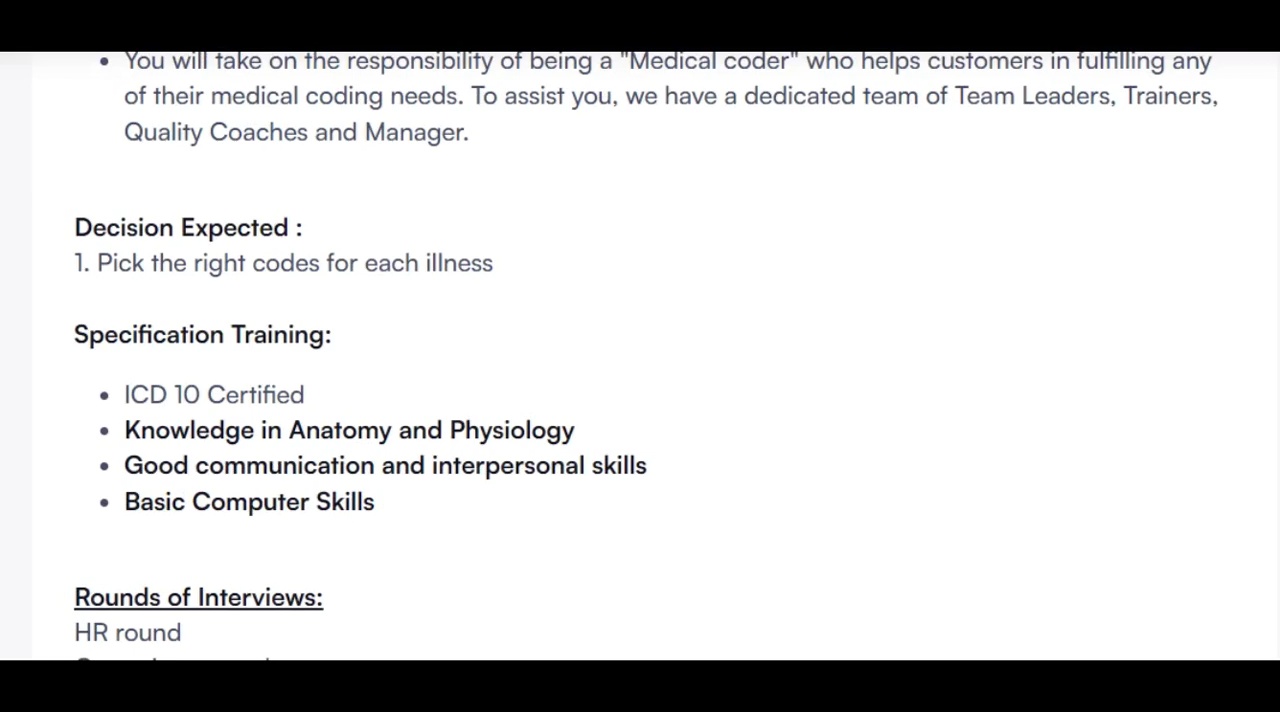 • You will take on the responsibility of being a "Medical coder" who helps customers in fulfilling any
of their medical coding needs. To assist you, we have a dedicated team of Team Leaders, Trainers,
Quality Coaches and Manager.
Decision Expected :
1. Pick the right codes for each illness
Specification Training:
• ICD 10 Certified
• Knowledge in Anatomy and Physiology
• Good communication and interpersonal skills
• Basic Computer Skills
Rounds of Interviews:
HR round